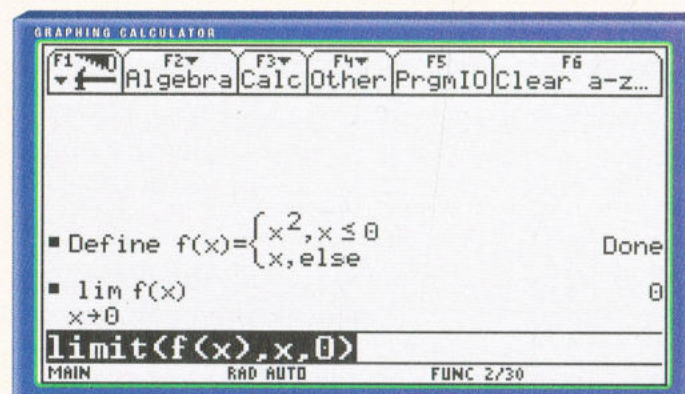 GRAPHING CALCULATOR
F1 F2 F3 F4 F5 F6
Algebra Calc Other PrgmIO Clear a-z…
▪ Define f(x)={x²,x≤0 Done
x,else
▪ lim f(x) 0
x→0
limit(f(x),x,0)
MAIN RAD AUTO FUNC 2/30